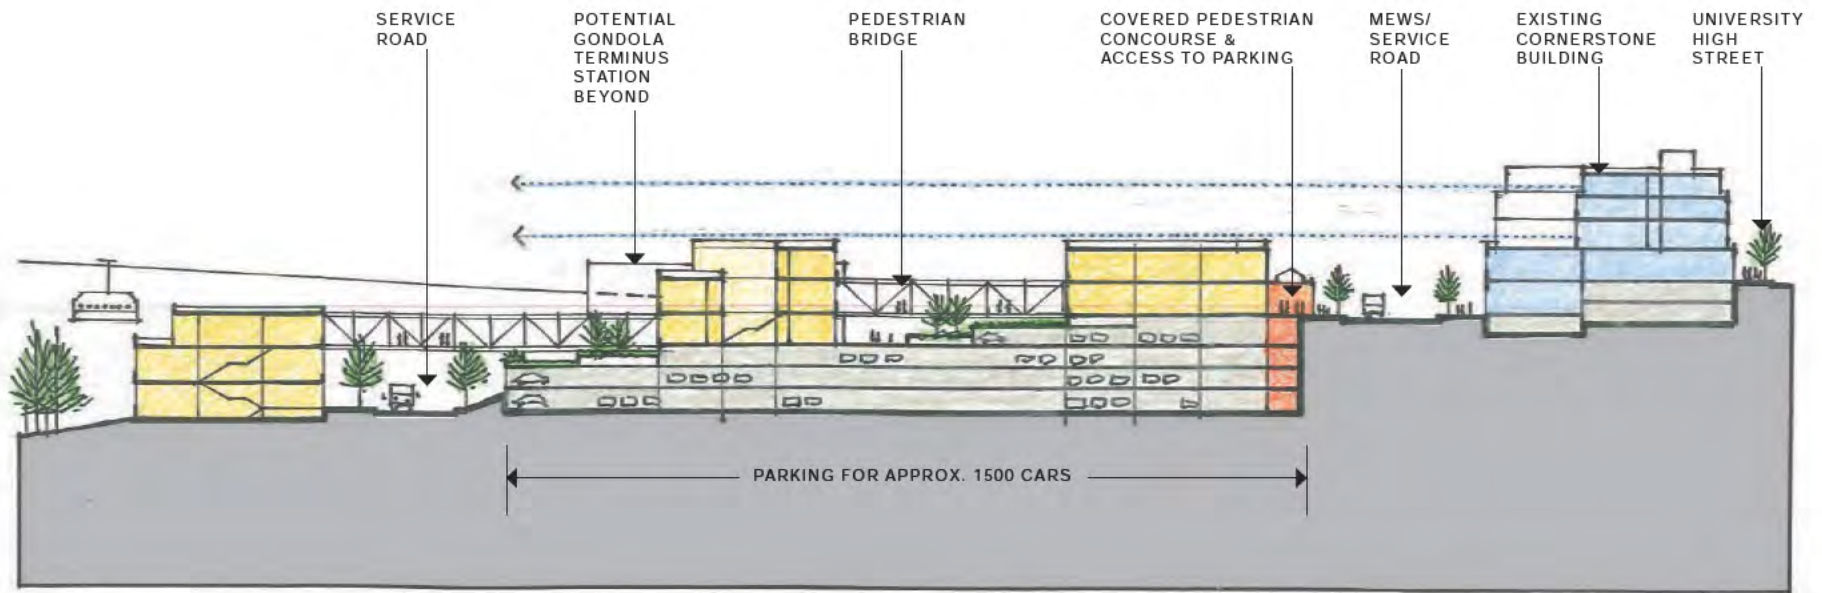 SERVICE
ROAD
POTENTIAL
GONDOLA
TERMINUS
STATION
BEYOND
PEDESTRIAN
BRIDGE
COVERED PEDESTRIAN
CONCOURSE &
ACCESS TO PARKING
MEWS/
SERVICE
ROAD
EXISTING
CORNERSTONE
BUILDING
UNIVERSITY
HIGH
STREET
PARKING FOR APPROX. 1500 CARS